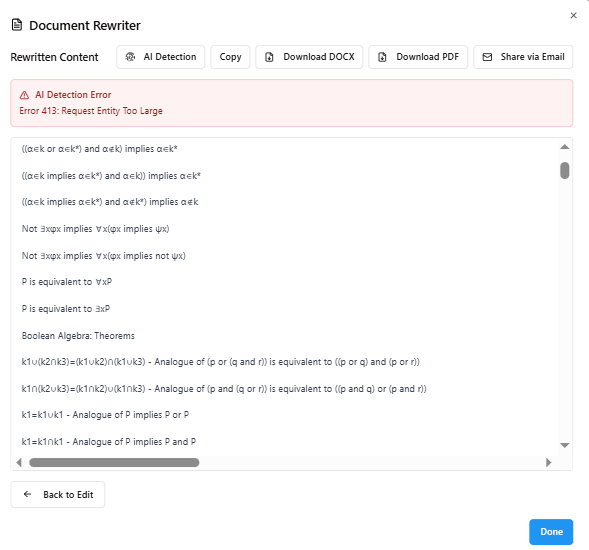 Document Rewriter
×
Rewritten Content
AI Detection
Copy
Download DOCX
Download PDF
Share via Email
AI Detection Error
Error 413: Request Entity Too Large
((α∈k or α∈k*) and α∉k) implies α∈k*
((α∈k implies α∈k*) and α∈k)) implies α∈k*
((α∈k implies α∈k*) and α∉k*) implies α∉k
Not ∃xφx implies ∀x(φx implies ψx)
Not ∃xφx implies ∀x(φx implies not ψx)
P is equivalent to ∀xP
P is equivalent to ∃xP
Boolean Algebra: Theorems
k1∪(k2∩k3)=(k1∪k2)∩(k1∪k3) - Analogue of (p or (q and r)) is equivalent to ((p or q) and (p or r))
k1∩(k2∪k3)=(k1∩k2)∪(k1∩k3) - Analogue of (p and (q or r)) is equivalent to ((p and q) or (p and r))
k1=k1∪k1 - Analogue of P implies P or P
k1=k1∩k1 - Analogue of P implies P and P
Back to Edit
Done